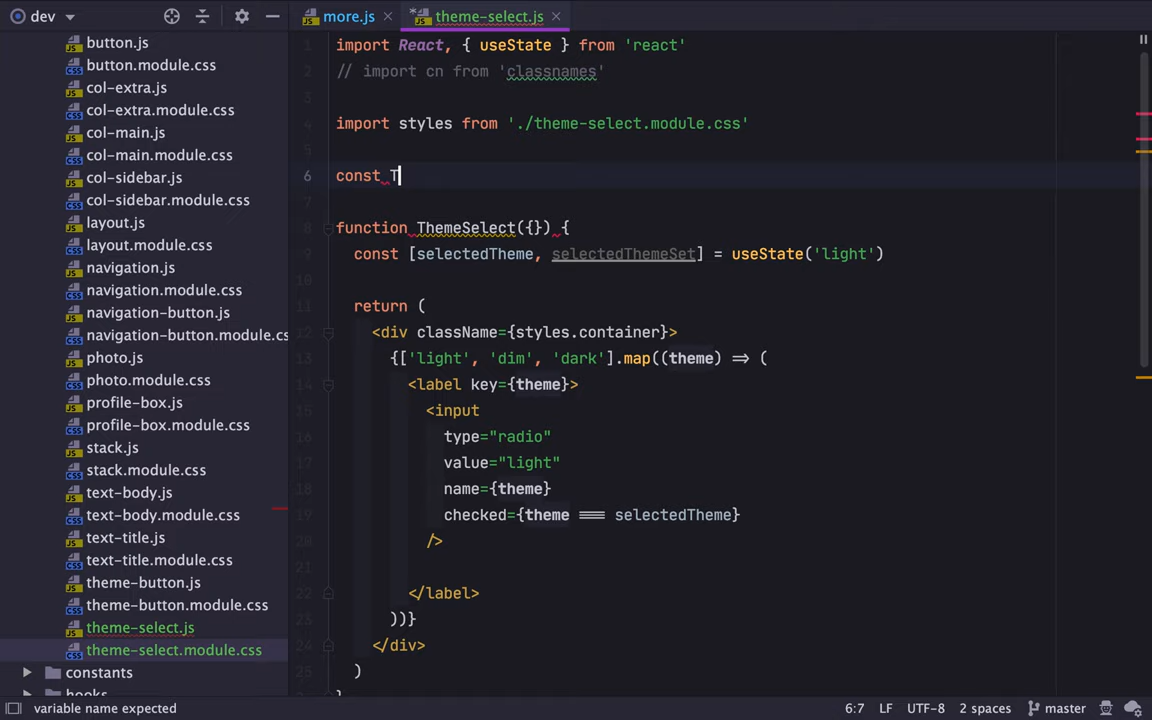 dev
more.js
theme-select.js
button.js
button.module.css
col-extra.js
col-extra.module.css
col-main.js
col-main.module.css
col-sidebar.js
col-sidebar.module.css
layout.js
layout.module.css
navigation.js
navigation.module.css
navigation-button.js
navigation-button.module.css
photo.js
photo.module.css
profile-box.js
profile-box.module.css
stack.js
stack.module.css
text-body.js
text-body.module.css
text-title.js
text-title.module.css
theme-button.js
theme-button.module.css
theme-select.js
theme-select.module.css
constants
hooks
1 import React, { useState } from 'react'
2 // import cn from 'classnames'
3
4 import styles from './theme-select.module.css'
5
6 const T
7
8 function ThemeSelect({}) {
9 const [selectedTheme, selectedThemeSet] = useState('light')
10
11 return (
12 <div className={styles.container}>
13 {['light', 'dim', 'dark'].map((theme) => (
14 <label key={theme}>
15 <input
16 type="radio"
17 value="light"
18 name={theme}
19 checked={theme === selectedTheme}
20 />
21
22 </label>
23 ))}
24 </div>
25 )
}
variable name expected
6:7 LF UTF-8 2 spaces master